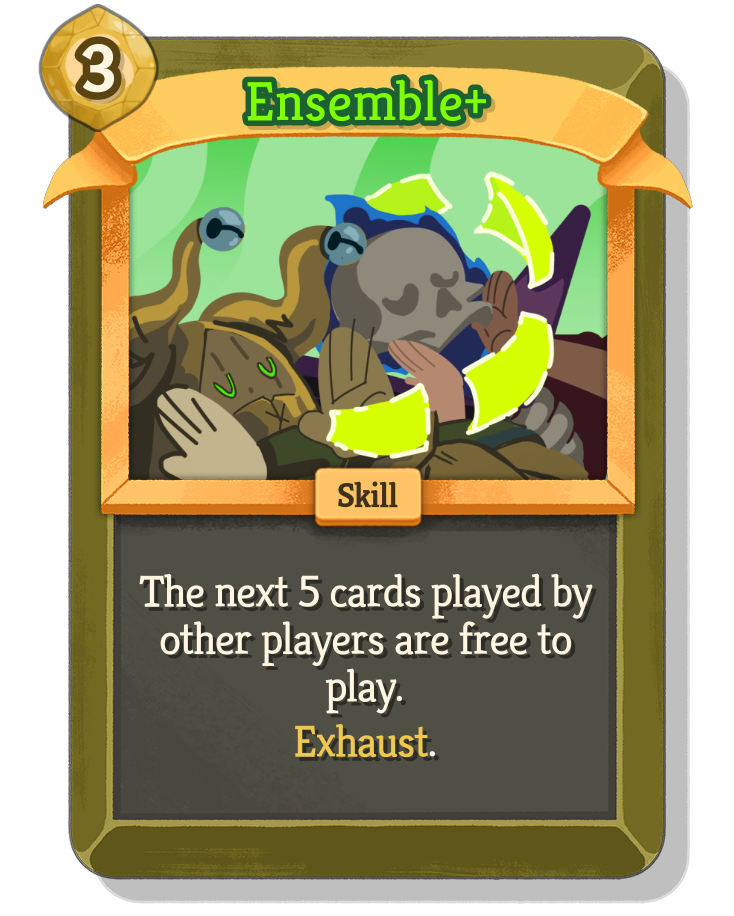 3
Ensemble+
Skill
The next 5 cards played by
other players are free to
play.
Exhaust.